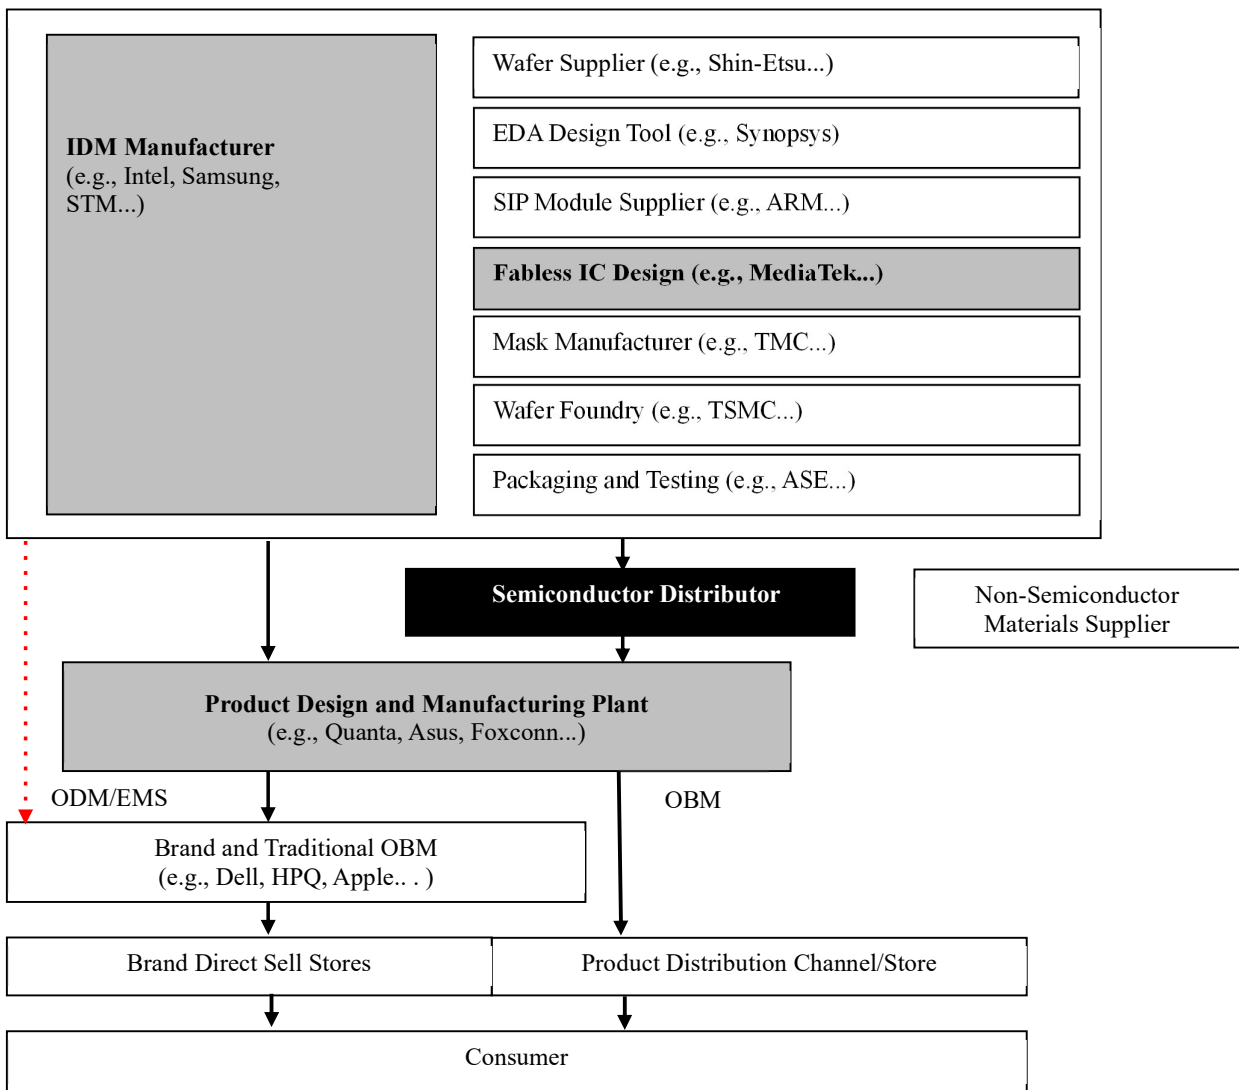 IDM Manufacturer
(e.g., Intel, Samsung,
STM...)
Wafer Supplier (e.g., Shin-Etsu...)
EDA Design Tool (e.g., Synopsys)
SIP Module Supplier (e.g., ARM...)
Fabless IC Design (e.g., MediaTek...)
Mask Manufacturer (e.g., TMC...)
Wafer Foundry (e.g., TSMC...)
Packaging and Testing (e.g., ASE...)
Semiconductor Distributor
Non-Semiconductor
Materials Supplier
Product Design and Manufacturing Plant
(e.g., Quanta, Asus, Foxconn...)
ODM/EMS
OBM
Brand and Traditional OBM
(e.g., Dell, HPQ, Apple.. . )
Brand Direct Sell Stores
Product Distribution Channel/Store
Consumer